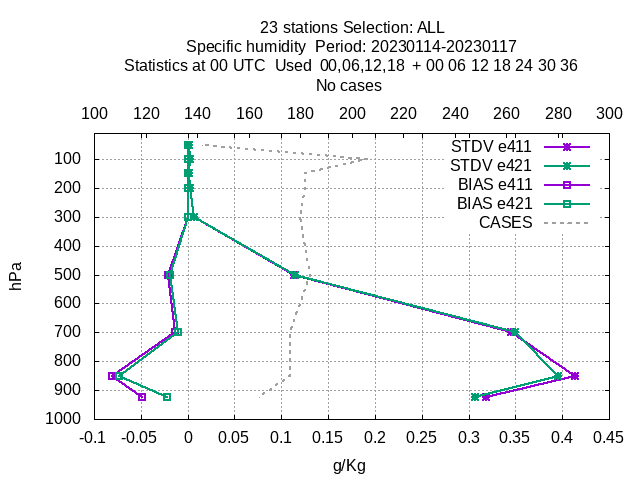 23 stations Selection: ALL
Specific humidity  Period: 20230114-20230117
Statistics at 00 UTC  Used  00,06,12,18  + 00 06 12 18 24 30 36
No cases
100 120 140 160 180 200 220 240 260 280 300
STDV e411
STDV e421
BIAS e411
BIAS e421
CASES
hPa
100
200
300
400
500
600
700
800
900
1000
-0.1 -0.05 0 0.05 0.1 0.15 0.2 0.25 0.3 0.35 0.4 0.45
g/Kg